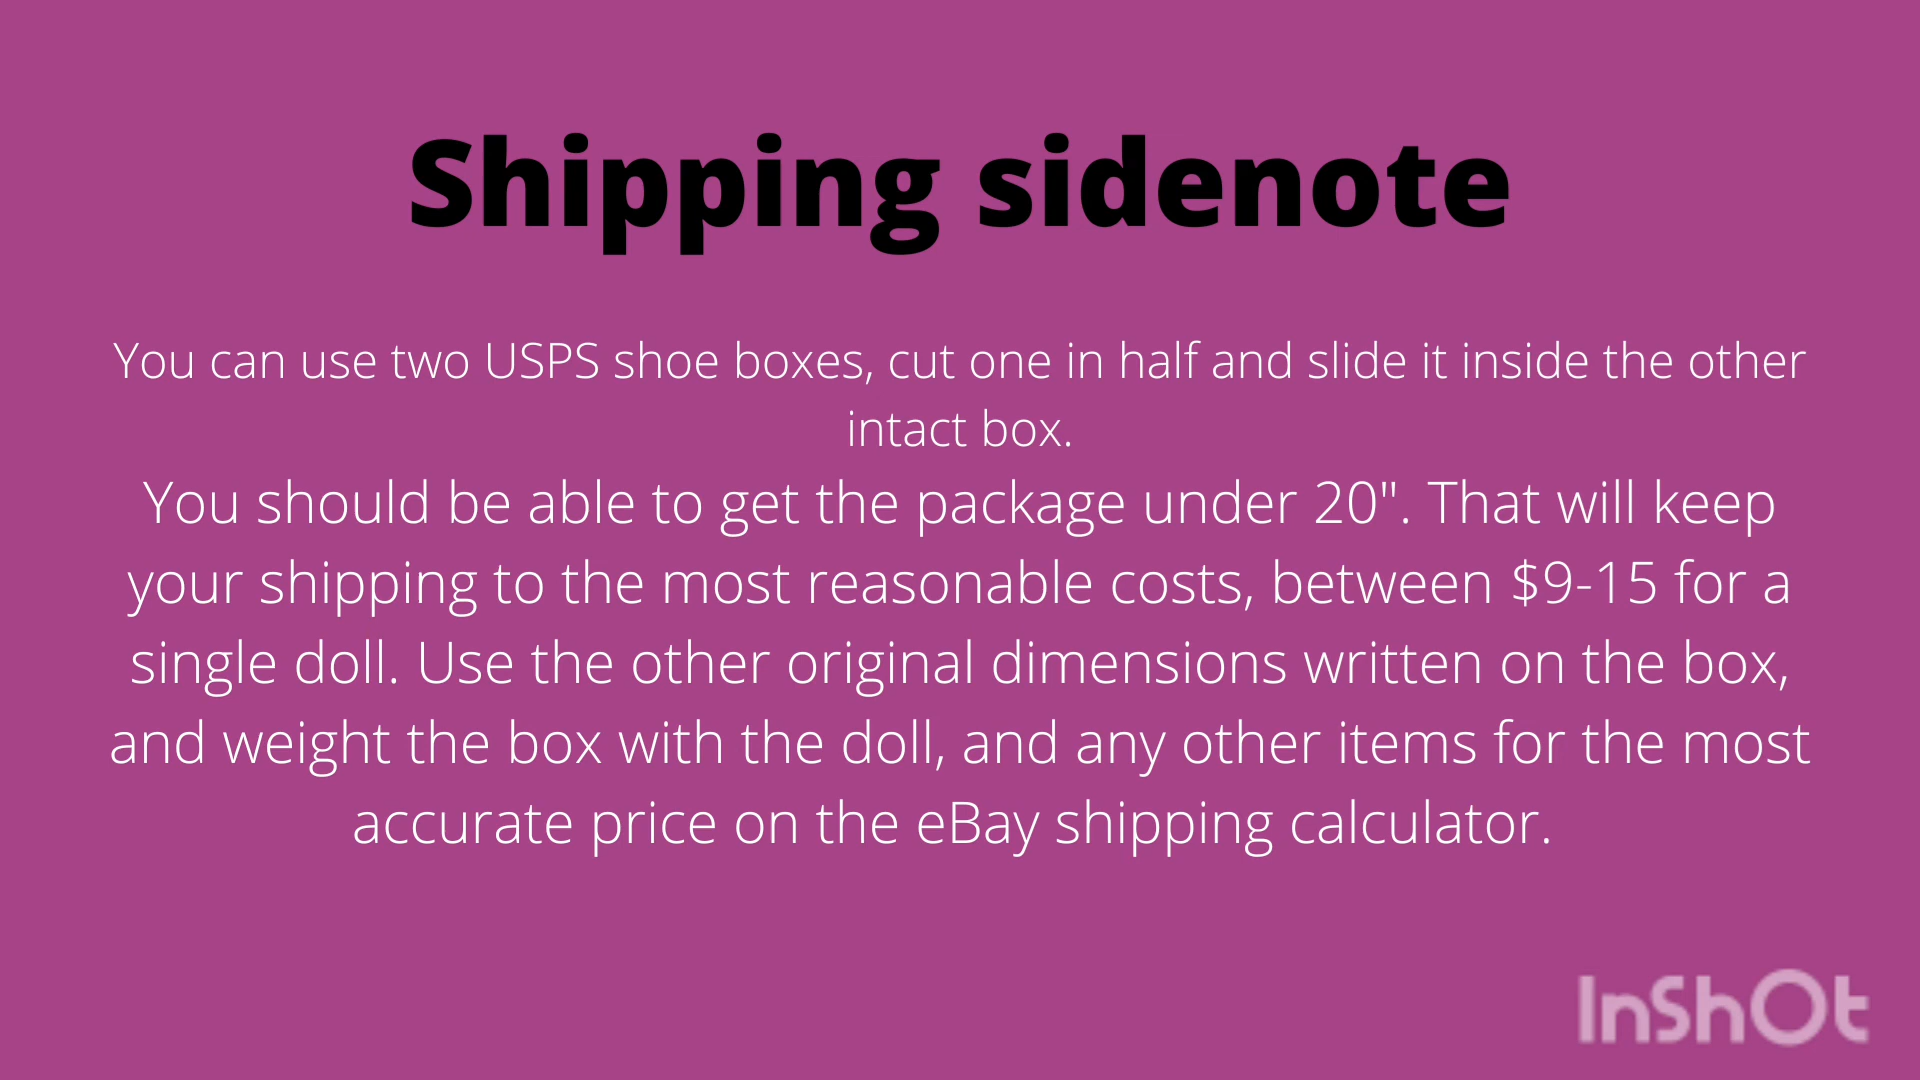 Shipping sidenote
You can use two USPS shoe boxes, cut one in half and slide it inside the other
intact box.
You should be able to get the package under 20". That will keep
your shipping to the most reasonable costs, between $9-15 for a
single doll. Use the other original dimensions written on the box,
and weight the box with the doll, and any other items for the most
accurate price on the eBay shipping calculator.
InShOt